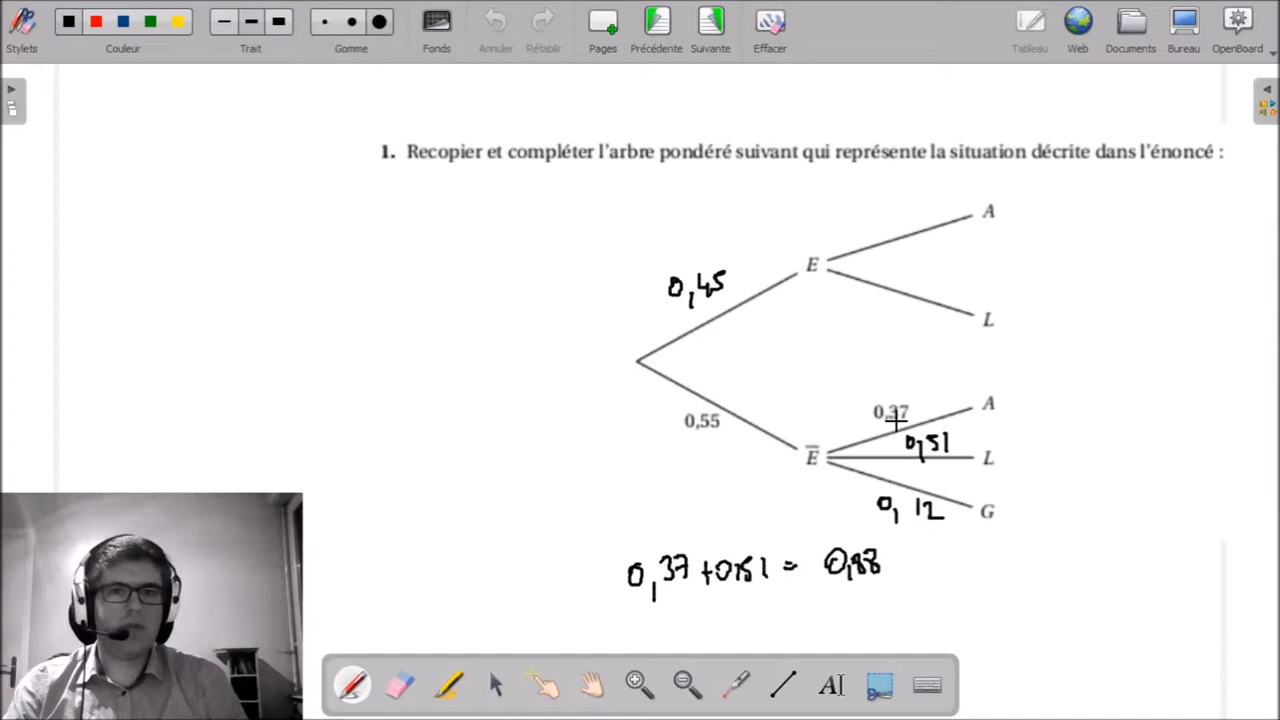 Stylets
Couleur
Trait
Gomme
Fonds
Annuler
Rétablir
Pages
Précédente
Suivante
Effacer
Tableau
Web
Documents
Bureau
OpenBoard
1. Recopier et compléter l'arbre pondéré suivant qui représente la situation décrite dans l'énoncé :
A
0,45
E
L
0,55
0,37
A
0,51
E
L
0,12
G
0,37 + 0,51 = 0,88
AI